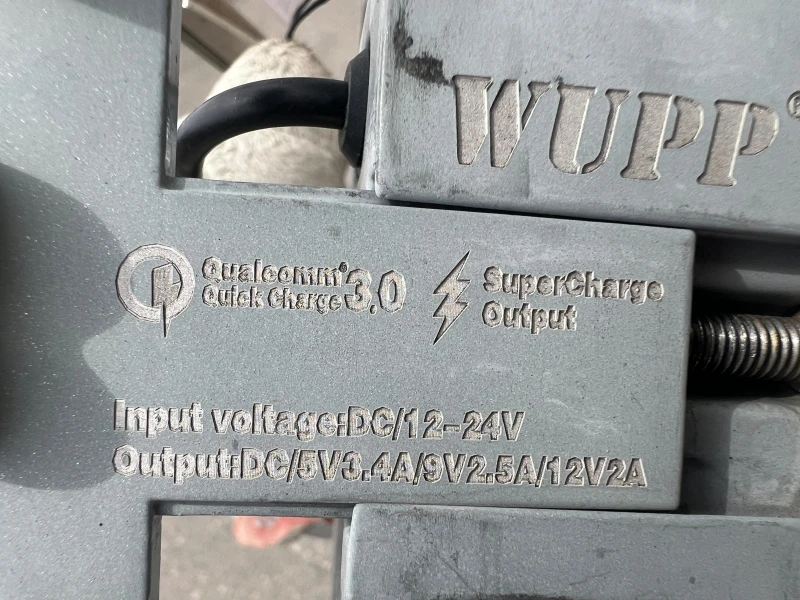 WUPP®
Qualcomm®
Quick Charge 3.0
SuperCharge
Output
Input voltage:DC/12-24V
Output:DC/5V3.4A/9V2.5A/12V2A